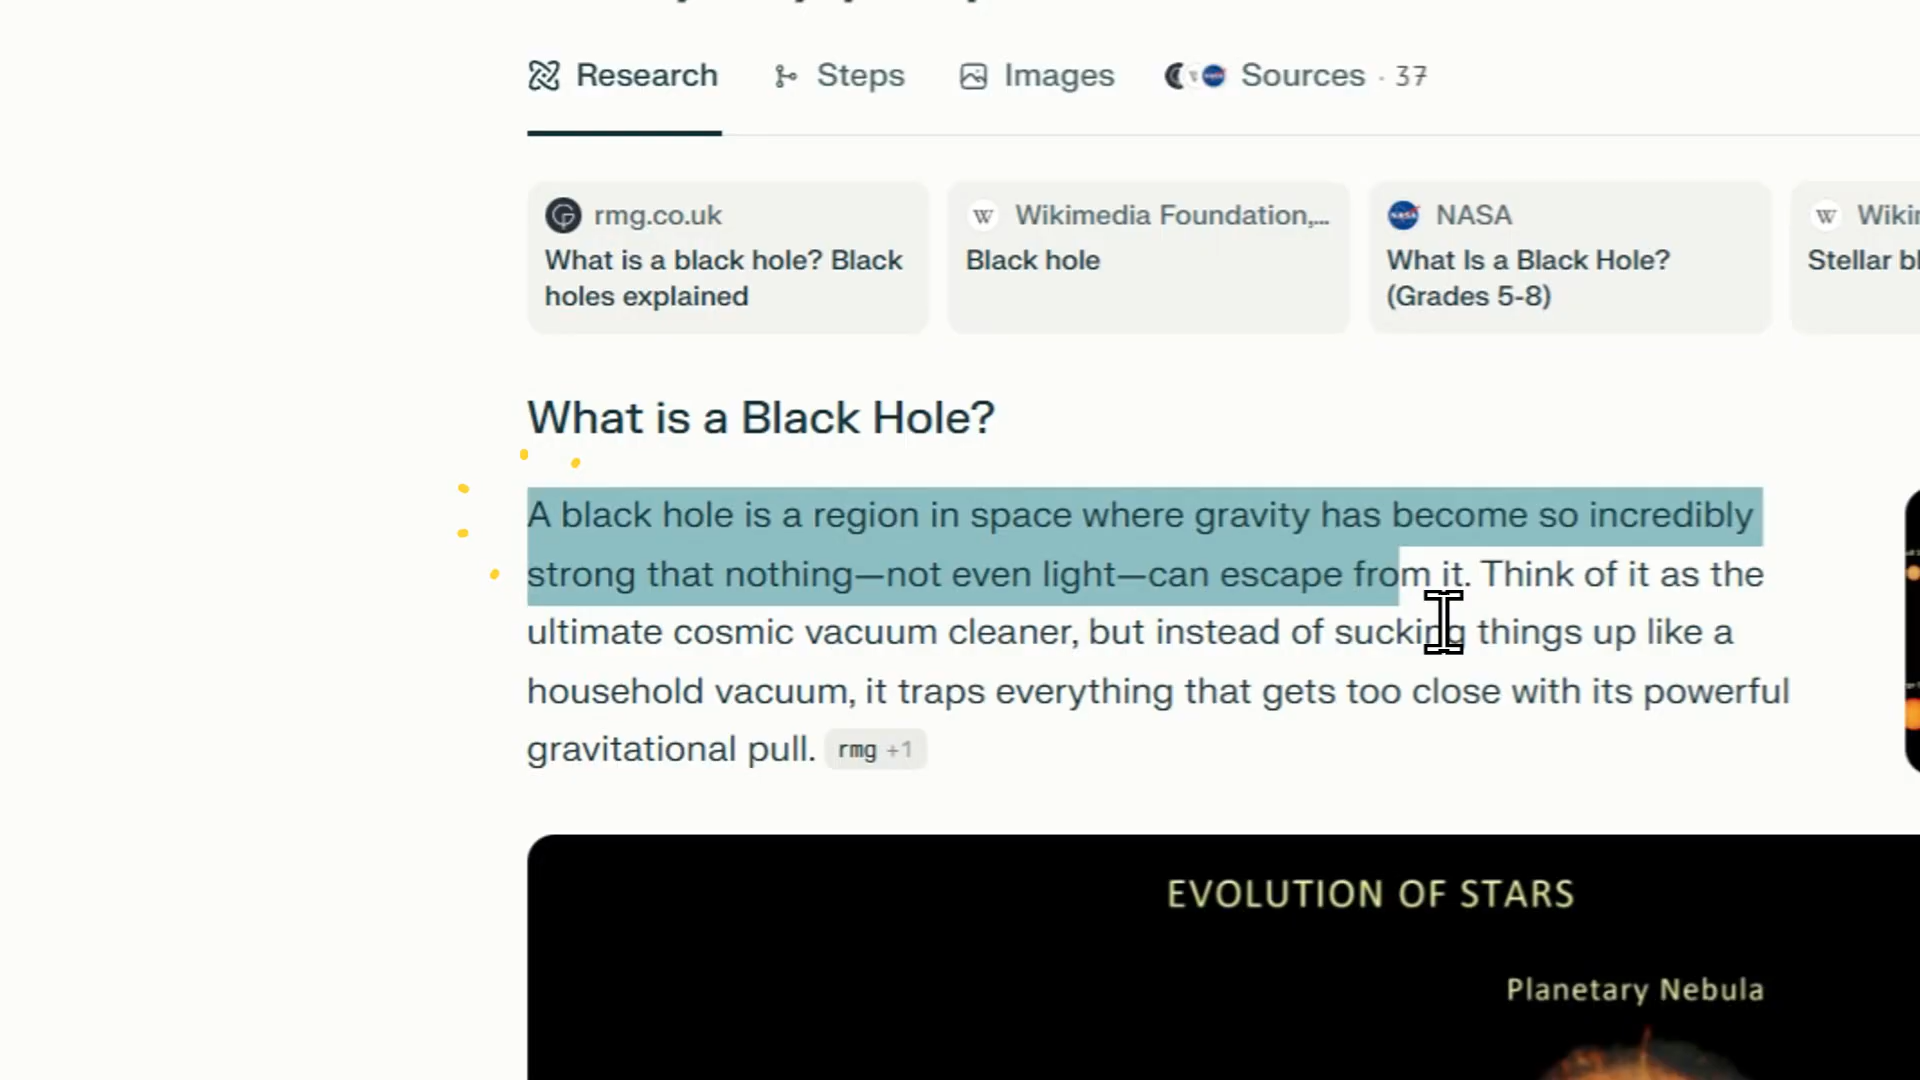 Research Steps Images Sources · 37
rmg.co.uk
What is a black hole? Black
holes explained
Wikimedia Foundation,...
Black hole
NASA
What Is a Black Hole?
(Grades 5-8)
What is a Black Hole?
A black hole is a region in space where gravity has become so incredibly
strong that nothing—not even light—can escape from it. Think of it as the
ultimate cosmic vacuum cleaner, but instead of sucking things up like a
household vacuum, it traps everything that gets too close with its powerful
gravitational pull. rmg +1
EVOLUTION OF STARS
Planetary Nebula